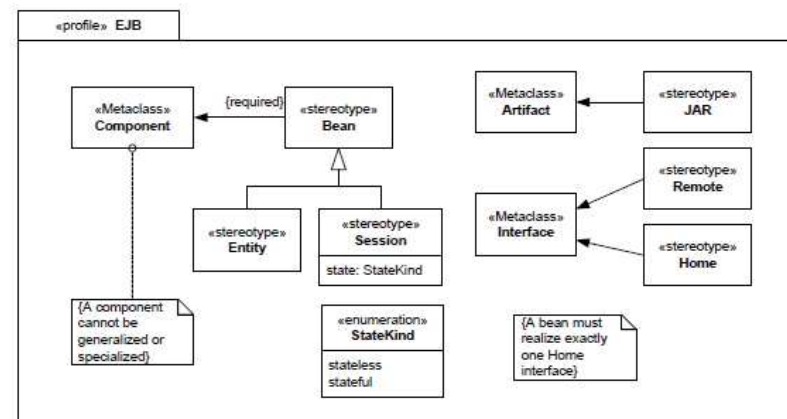 «profile» EJB
«Metaclass»
Component
{required}
«stereotype»
Bean
«Metaclass»
Artifact
«stereotype»
JAR
«stereotype»
Entity
«stereotype»
Session
state: StateKind
«Metaclass»
Interface
«stereotype»
Remote
«stereotype»
Home
{A component
cannot be
generalized or
specialized}
«enumeration»
StateKind
stateless
stateful
{A bean must
realize exactly
one Home
interface}